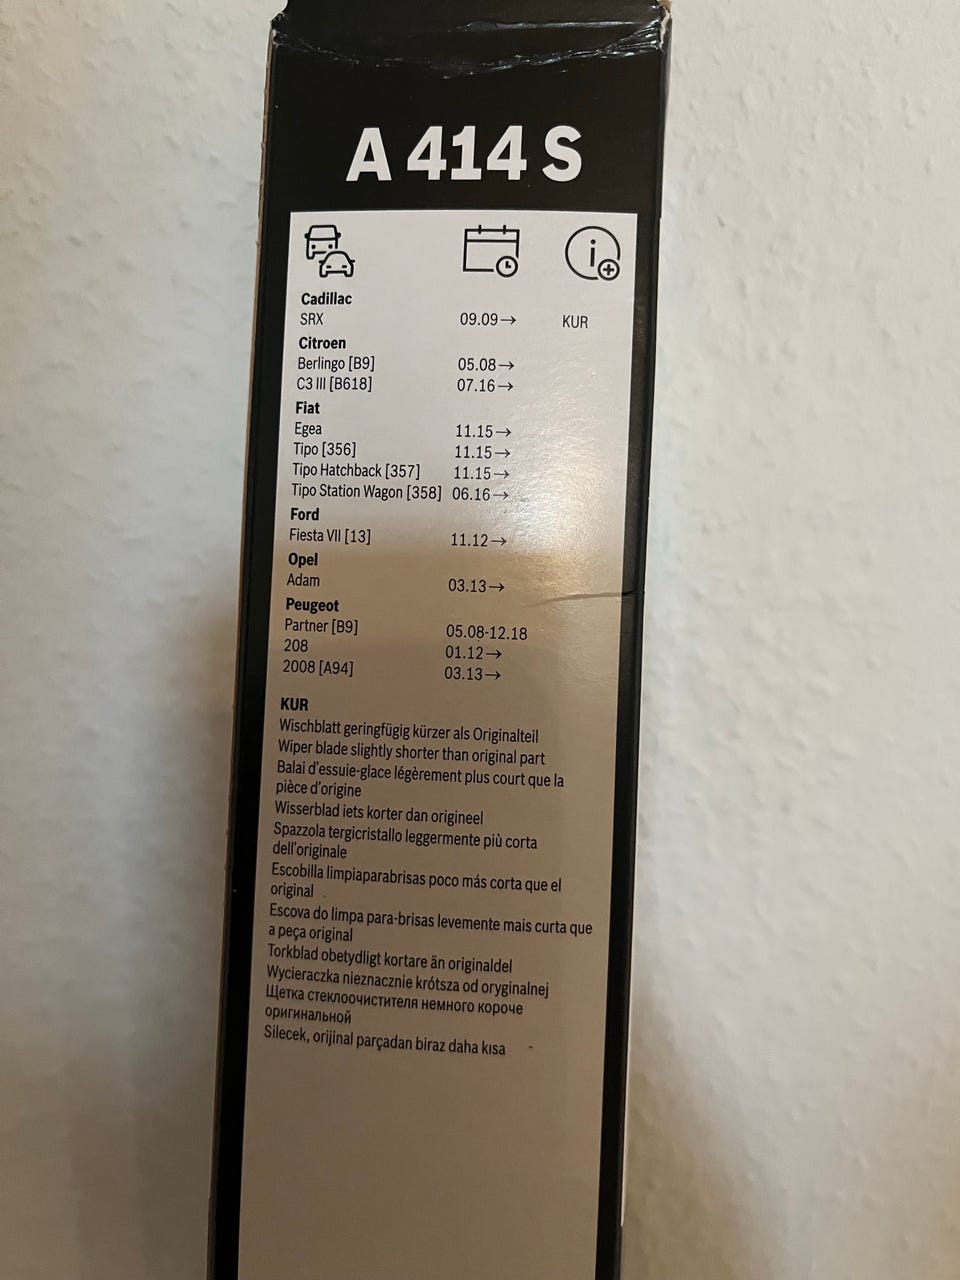 A 414 S
Cadillac
SRX 09.09→ KUR
Citroen
Berlingo [B9] 05.08→
C3 III [B618] 07.16→
Fiat
Egea 11.15→
Tipo [356] 11.15→
Tipo Hatchback [357] 11.15→
Tipo Station Wagon [358] 06.16→
Ford
Fiesta VII [13] 11.12→
Opel
Adam 03.13→
Peugeot
Partner [B9] 05.08-12.18
208 01.12→
2008 [A94] 03.13→
KUR
Wischblatt geringfügig kürzer als Originalteil
Wiper blade slightly shorter than original part
Balai d'essuie-glace légèrement plus court que la
pièce d'origine
Wisserblad iets korter dan origineel
Spazzola tergicristallo leggermente più corta
dell'originale
Escobilla limpiaparabrisas poco más corta que el
original
Escova do limpa para-brisas levemente mais curta que
a peça original
Torkblad obetydligt kortare än originaldel
Wycieraczka nieznacznie krótsza od oryginalnej
Щетка стеклоочистителя немного короче
оригинальной
Silecek, orijinal parçadan biraz daha kısa